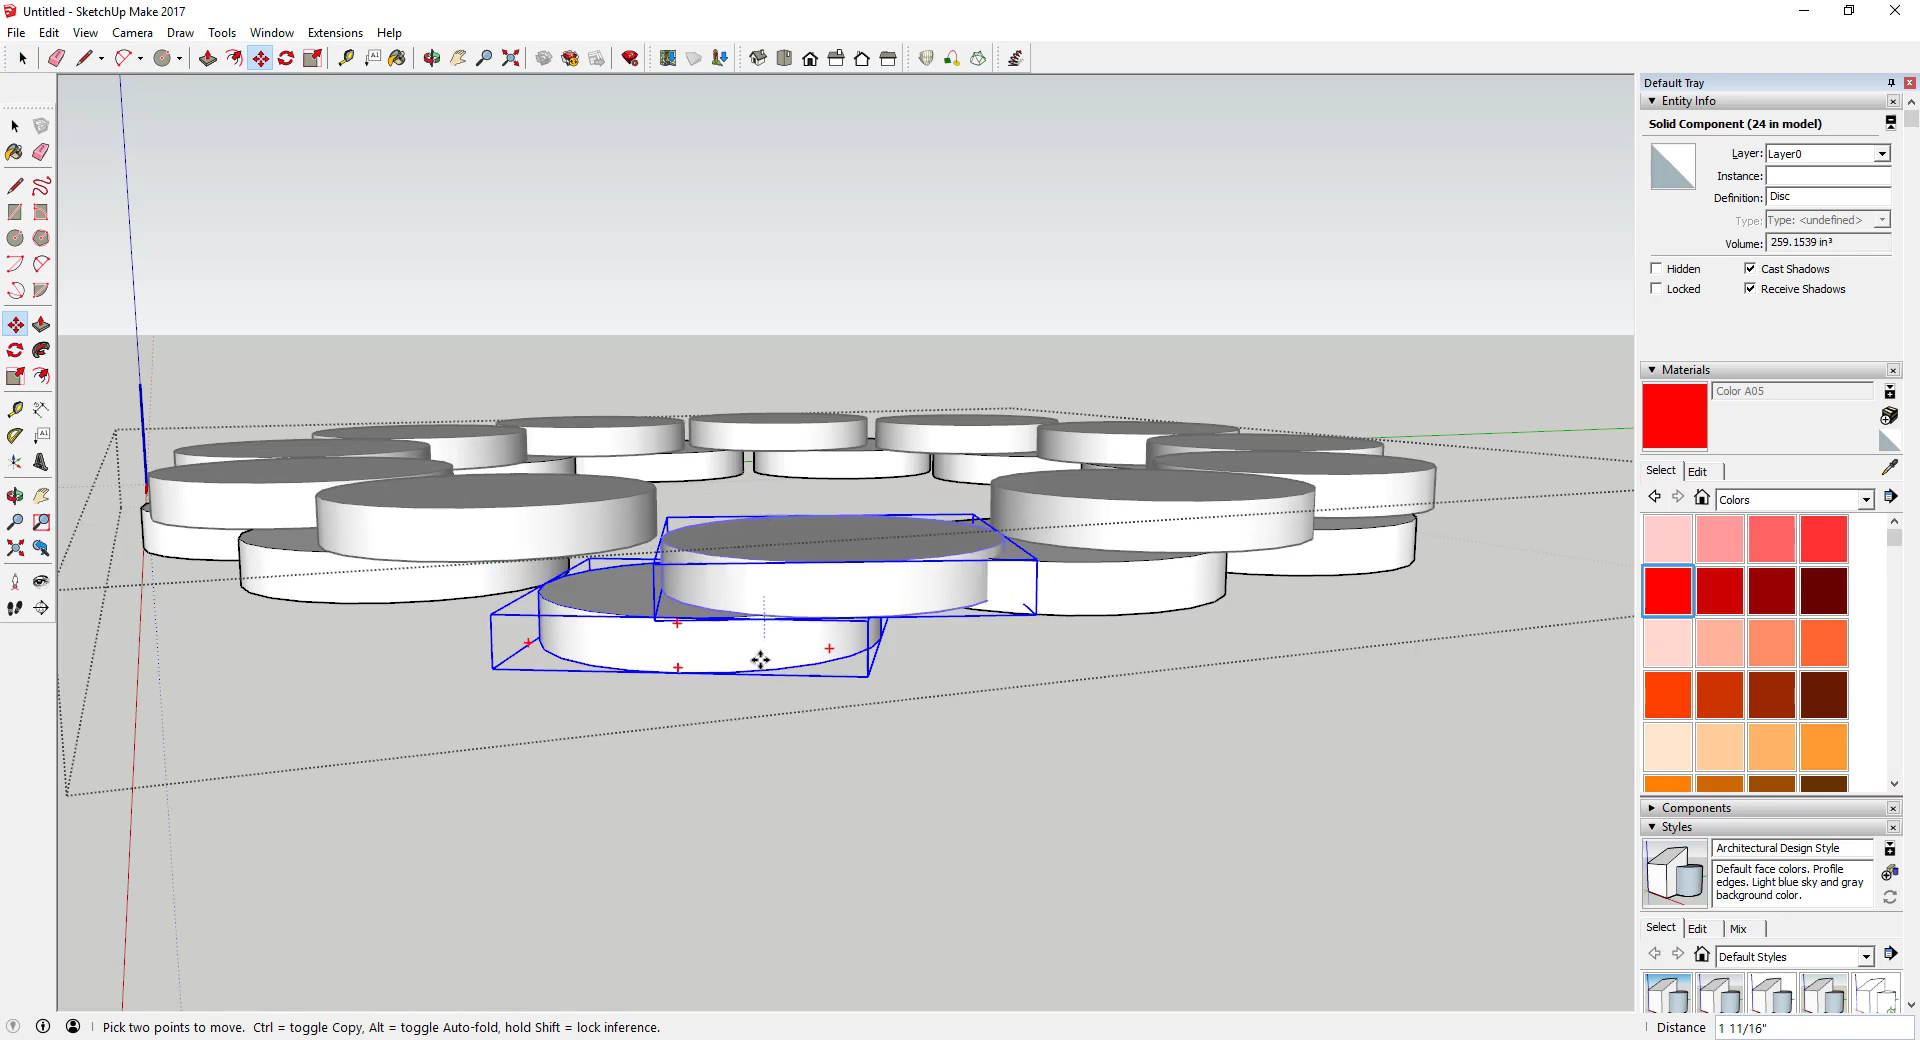 Untitled - SketchUp Make 2017
File Edit View Camera Draw Tools Window Extensions Help
Default Tray
Entity Info
Solid Component (24 in model)
Layer: Layer0
Instance:
Definition: Disc
Type: Type: <undefined>
Volume: 259.1539 in³
Hidden Cast Shadows
Locked Receive Shadows
Materials
Color A05
Select Edit
Colors
Components
Styles
Architectural Design Style
Default face colors. Profile
edges. Light blue sky and gray
background color.
Select Edit Mix
Default Styles
Pick two points to move. Ctrl = toggle Copy, Alt = toggle Auto-fold, hold Shift = lock inference.
Distance 1 11/16"